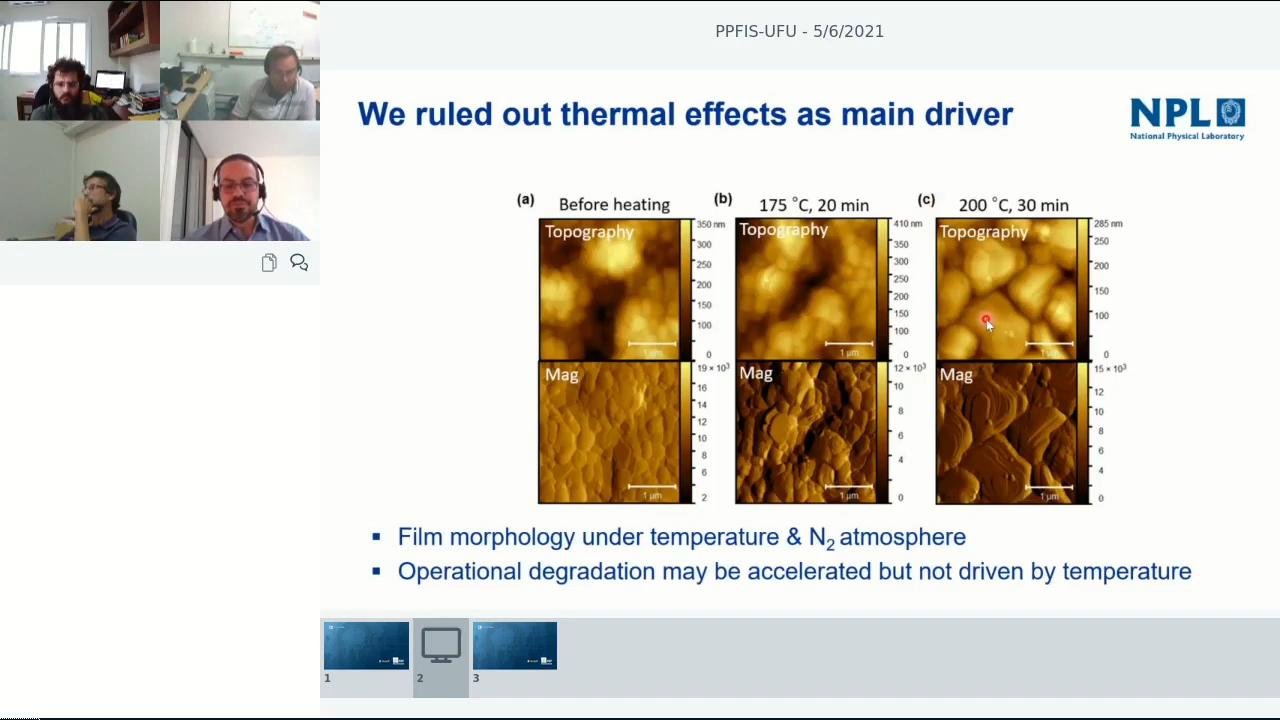 PPFIS-UFU - 5/6/2021
We ruled out thermal effects as main driver
NPL
National Physical Laboratory
(a) Before heating
(b) 175 °C, 20 min
(c) 200 °C, 30 min
Topography
350 nm
300
250
200
150
100
0
1 μm
Topography
410 nm
350
300
250
200
150
100
0
1 μm
Topography
285 nm
250
200
150
100
0
1 μm
Mag
19 × 10³
16
14
12
10
8
6
2
1 μm
Mag
12 × 10³
10
8
6
4
0
1 μm
Mag
15 × 10³
12
10
8
6
4
0
1 μm
▪ Film morphology under temperature & N₂ atmosphere
▪ Operational degradation may be accelerated but not driven by temperature
1
2
3